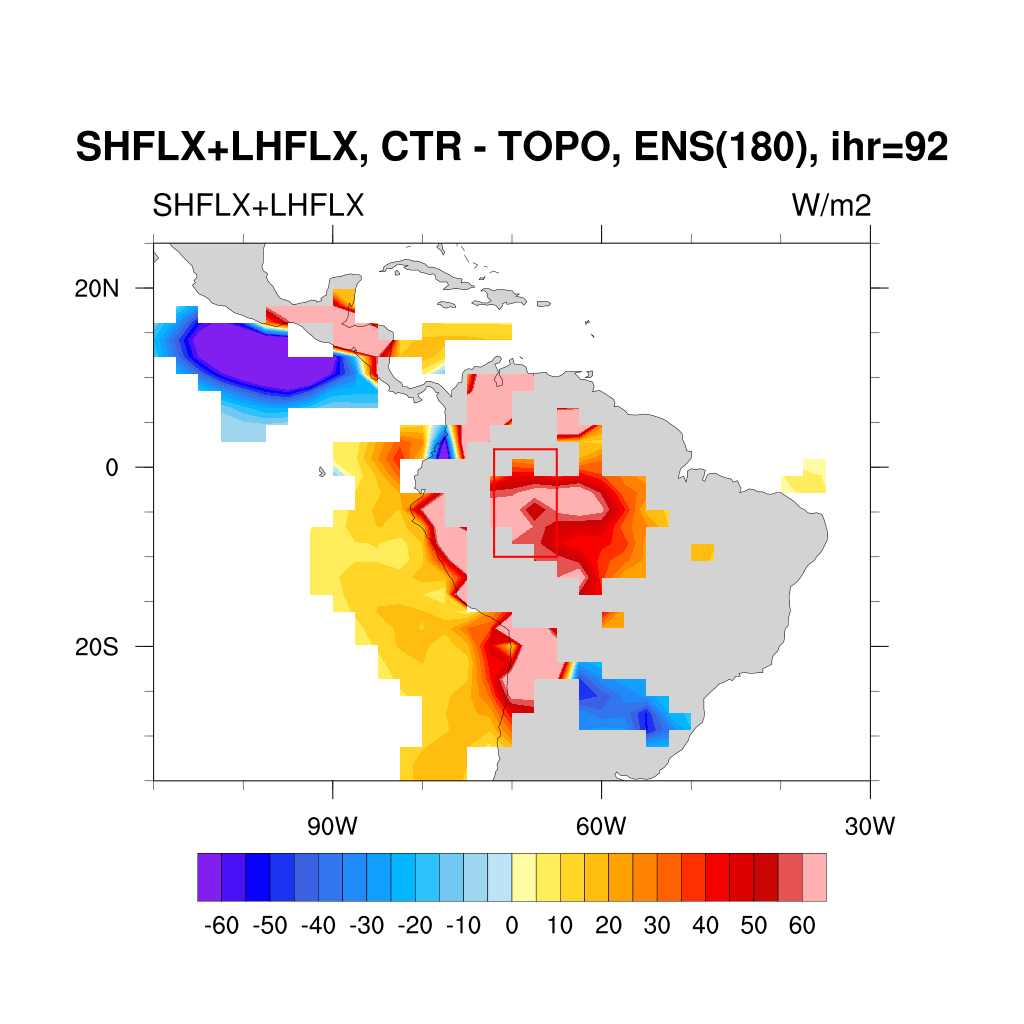 SHFLX+LHFLX, CTR - TOPO, ENS(180), ihr=92
SHFLX+LHFLX W/m2
20N
0
20S
90W 60W 30W
-60 -50 -40 -30 -20 -10 0 10 20 30 40 50 60